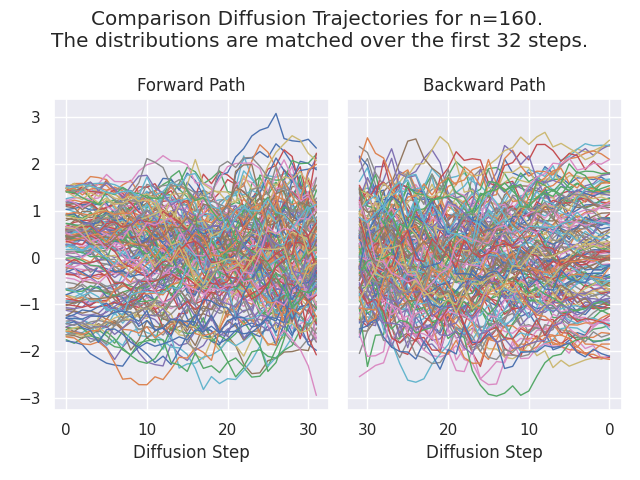 Comparison Diffusion Trajectories for n=160.
The distributions are matched over the first 32 steps.
Forward Path
Backward Path
3
2
1
0
−1
−2
−3
0 10 20 30
30 20 10 0
Diffusion Step
Diffusion Step